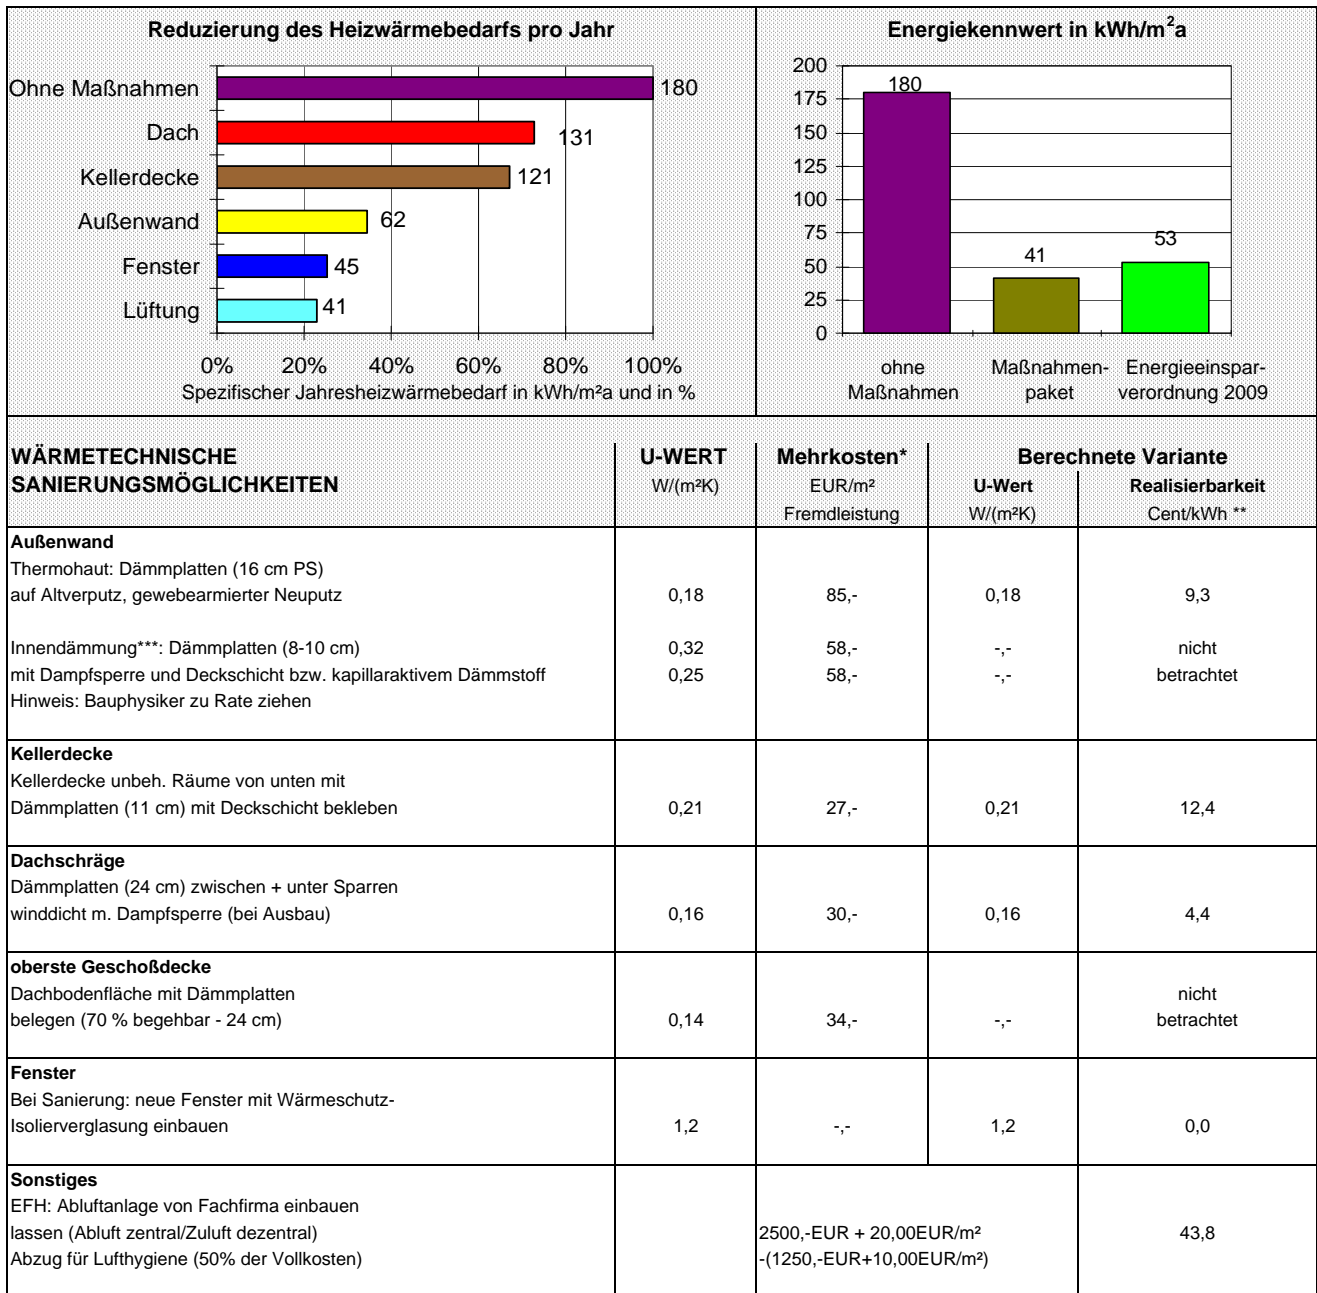 Reduzierung des Heizwärmebedarfs pro Jahr
Ohne Maßnahmen 180
Dach 131
Kellerdecke 121
Außenwand 62
Fenster 45
Lüftung 41
0% 20% 40% 60% 80% 100%
Spezifischer Jahresheizwärmebedarf in kWh/m²a und in %
Energiekennwert in kWh/m²a
200
175
150
125
100
75
50
25
0
180
41
53
ohne Maßnahmen- Energieeinspar-
Maßnahmen paket verordnung 2009
WÄRMETECHNISCHE U-WERT Mehrkosten* Berechnete Variante
SANIERUNGSMÖGLICHKEITEN W/(m²K) EUR/m² U-Wert Realisierbarkeit
Fremdleistung W/(m²K) Cent/kWh **
Außenwand
Thermohaut: Dämmplatten (16 cm PS)
auf Altverputz, gewebearmierter Neuputz 0,18 85,- 0,18 9,3
Innendämmung***: Dämmplatten (8-10 cm) 0,32 58,- -,- nicht
mit Dampfsperre und Deckschicht bzw. kapillaraktivem Dämmstoff 0,25 58,- -,- betrachtet
Hinweis: Bauphysiker zu Rate ziehen
Kellerdecke
Kellerdecke unbeh. Räume von unten mit
Dämmplatten (11 cm) mit Deckschicht bekleben 0,21 27,- 0,21 12,4
Dachschräge
Dämmplatten (24 cm) zwischen + unter Sparren
winddicht m. Dampfsperre (bei Ausbau) 0,16 30,- 0,16 4,4
oberste Geschoßdecke
Dachbodenfläche mit Dämmplatten nicht
belegen (70 % begehbar - 24 cm) 0,14 34,- -,- betrachtet
Fenster
Bei Sanierung: neue Fenster mit Wärmeschutz-
Isolierverglasung einbauen 1,2 -,- 1,2 0,0
Sonstiges
EFH: Abluftanlage von Fachfirma einbauen
lassen (Abluft zentral/Zuluft dezentral) 2500,-EUR + 20,00EUR/m² 43,8
Abzug für Lufthygiene (50% der Vollkosten) -(1250,-EUR+10,00EUR/m²)